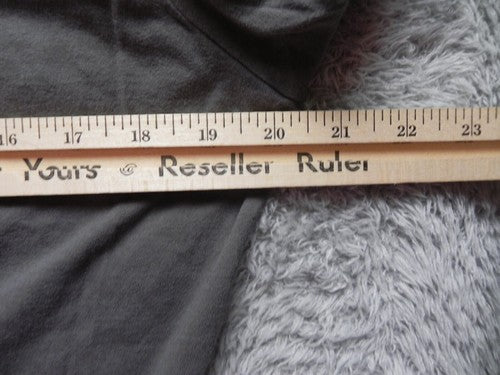 16 17 18 19 20 21 22 23
Yours @ Reseller Ruler